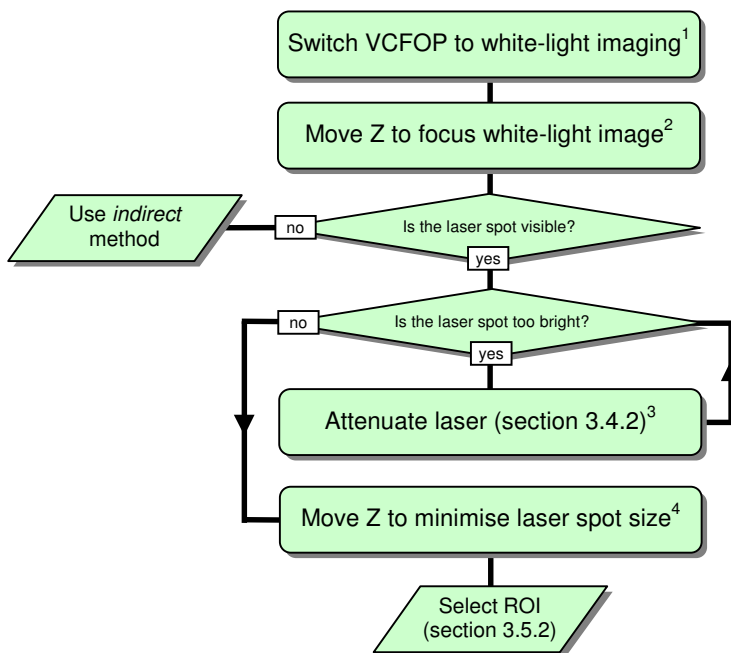 Switch VCFOP to white-light imaging¹
Move Z to focus white-light image²
Use indirect
method
no
Is the laser spot visible?
yes
no
Is the laser spot too bright?
yes
Attenuate laser (section 3.4.2)³
Move Z to minimise laser spot size⁴
Select ROI
(section 3.5.2)